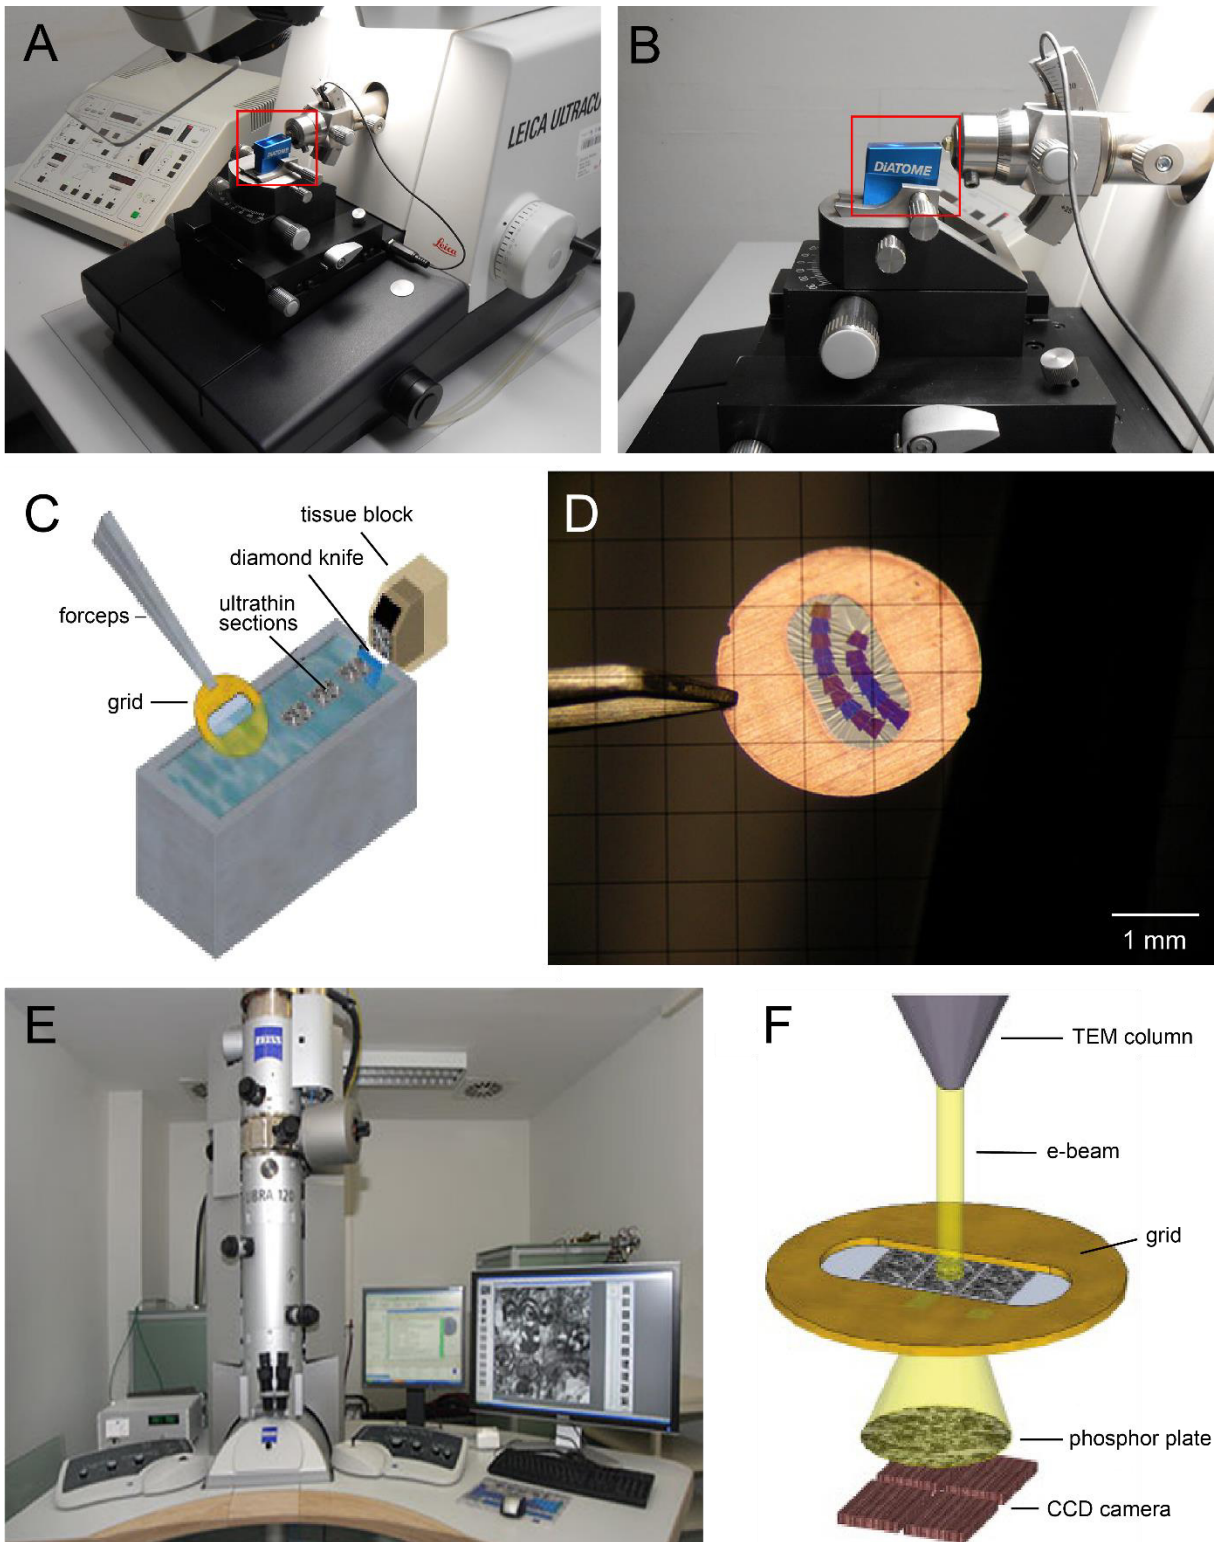 A
LEICA ULTRACU
DiATOME
Leica
B
DiATOME
C
tissue block
diamond knife
ultrathin
sections
forceps
grid
D
1 mm
E
ZEISS
LIBRA 120
F
TEM column
e-beam
grid
phosphor plate
CCD camera